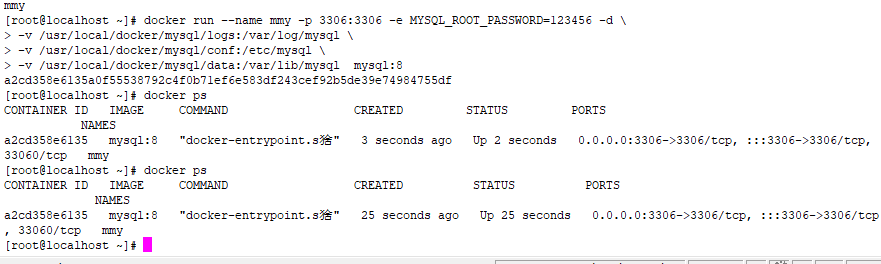 mmy
[root@localhost ~]# docker run --name mmy -p 3306:3306 -e MYSQL_ROOT_PASSWORD=123456 -d \
> -v /usr/local/docker/mysql/logs:/var/log/mysql \
> -v /usr/local/docker/mysql/conf:/etc/mysql \
> -v /usr/local/docker/mysql/data:/var/lib/mysql  mysql:8
a2cd358e6135a0f55538792c4f0b71ef6e583df243cef92b5de39e74984755df
[root@localhost ~]# docker ps
CONTAINER ID   IMAGE     COMMAND                  CREATED         STATUS         PORTS
          NAMES
a2cd358e6135   mysql:8   "docker-entrypoint.s   3 seconds ago   Up 2 seconds   0.0.0.0:3306->3306/tcp, :::3306->3306/tcp,
33060/tcp   mmy
[root@localhost ~]# docker ps
CONTAINER ID   IMAGE     COMMAND                  CREATED          STATUS          PORTS
            NAMES
a2cd358e6135   mysql:8   "docker-entrypoint.s   25 seconds ago   Up 25 seconds   0.0.0.0:3306->3306/tcp, :::3306->3306/tcp
, 33060/tcp   mmy
[root@localhost ~]#